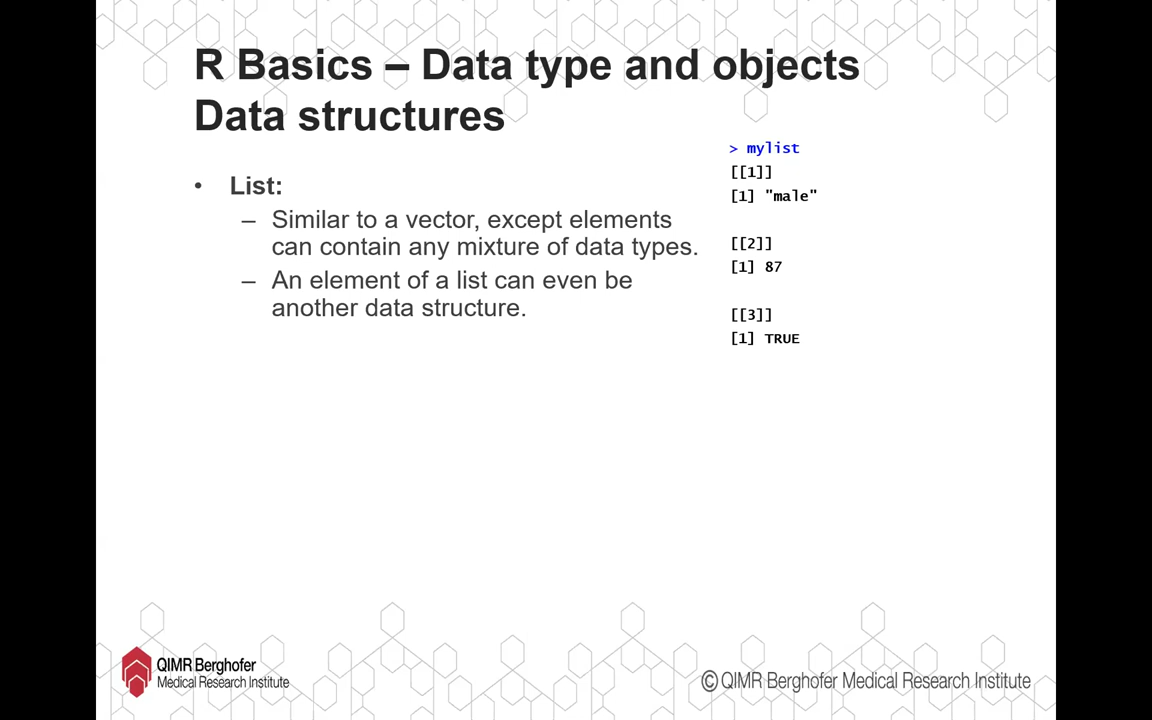 R Basics – Data type and objects
Data structures
• List:
– Similar to a vector, except elements
can contain any mixture of data types.
– An element of a list can even be
another data structure.
> mylist
[[1]]
[1] "male"
[[2]]
[1] 87
[[3]]
[1] TRUE
QIMR Berghofer
Medical Research Institute
© QIMR Berghofer Medical Research Institute